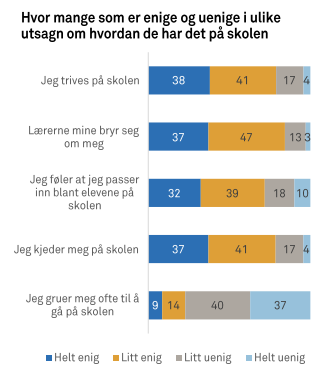 Hvor mange som er enige og uenige i ulike
utsagn om hvordan de har det på skolen
Jeg trives på skolen 38 41 17 4
Lærerne mine bryr seg
om meg
37 47 13 3
Jeg føler at jeg passer
inn blant elevene på
skolen
32 39 18 10
Jeg kjeder meg på skolen 37 41 17 4
Jeg gruer meg ofte til å
gå på skolen
9 14 40 37
Helt enig Litt enig Litt uenig Helt uenig